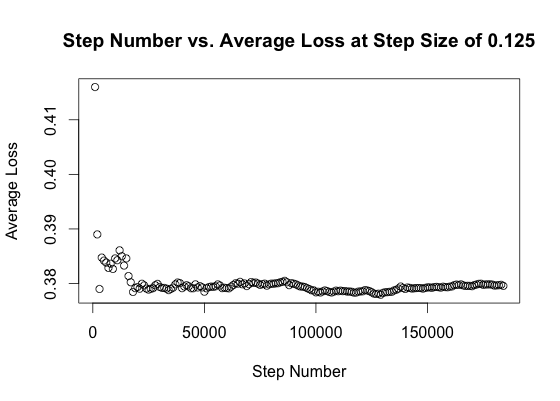 Step Number vs. Average Loss at Step Size of 0.125
Average Loss
0.41
0.40
0.39
0.38
0
50000
100000
150000
Step Number